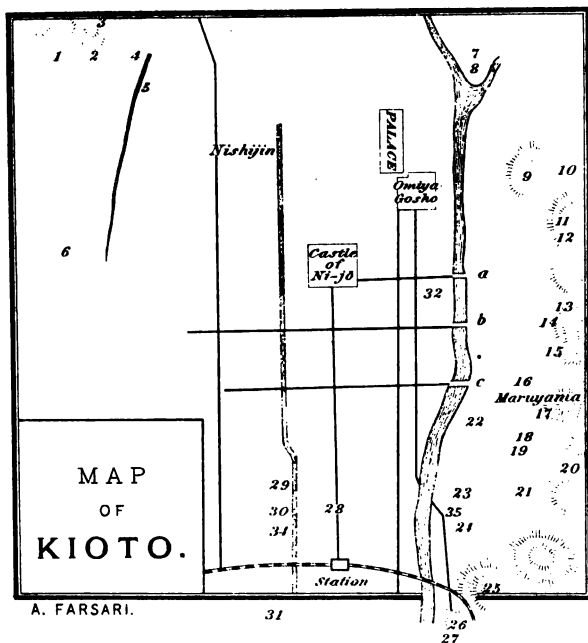 3
1 2 4
5
7
8
Nishijin
PALACE
Omiya
Gosho
9 10
11
12
6
Castle
of
Ni-jō
a
32
13
b
14
15
c
16
Maruyama
17
22
18
19
20
MAP
OF
KIOTO.
29
30
34
28
23 21
35
24
Station
25
A. FARSARI.
31
26
27